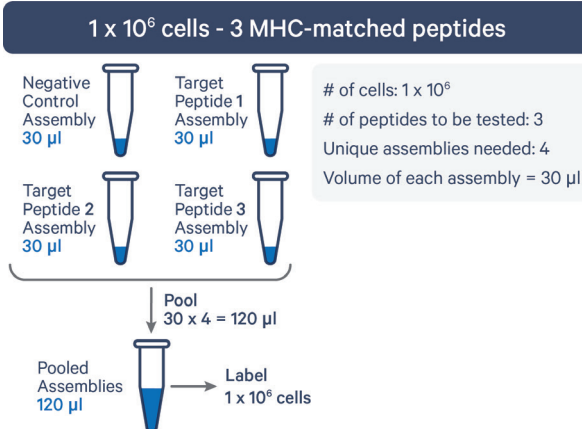 1 x 10⁶ cells - 3 MHC-matched peptides
Negative
Control
Assembly
30 µl
Target
Peptide 1
Assembly
30 µl
# of cells: 1 x 10⁶
# of peptides to be tested: 3
Unique assemblies needed: 4
Volume of each assembly = 30 µl
Target
Peptide 2
Assembly
30 µl
Target
Peptide 3
Assembly
30 µl
Pool
30 x 4 = 120 µl
Pooled
Assemblies
120 µl
Label
1 x 10⁶ cells